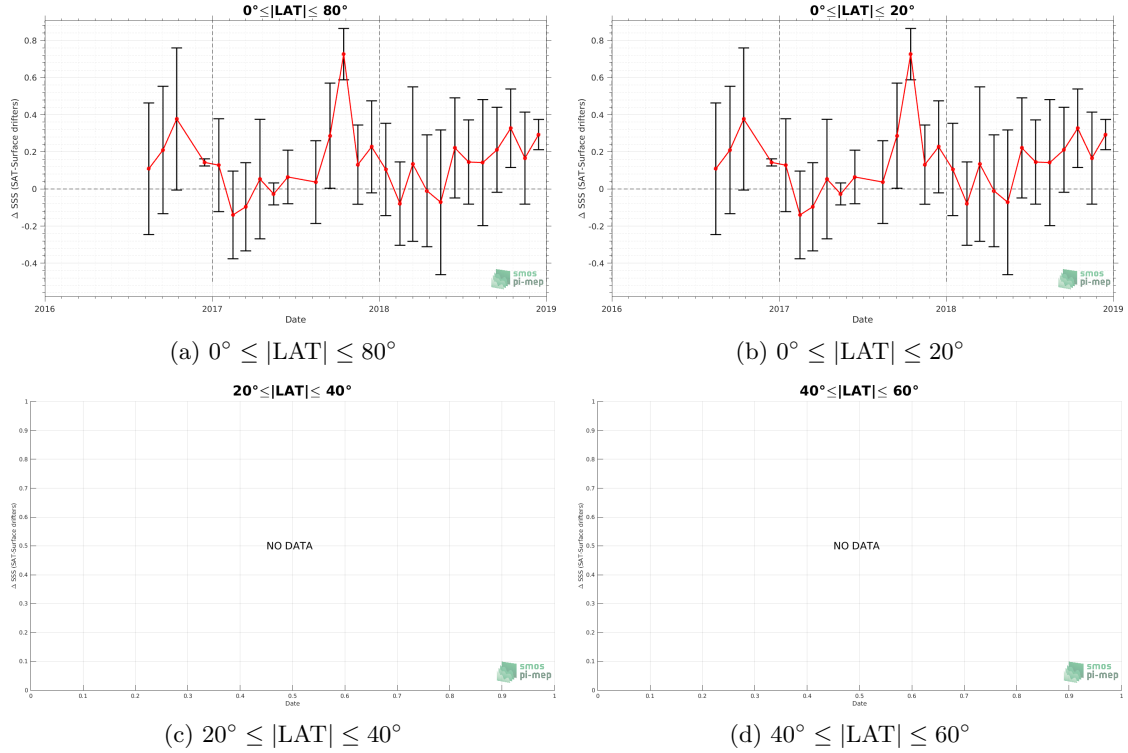 0°≤|LAT|≤ 80°
Δ SSS (SAT-Surface drifters)
0.8
0.6
0.4
0.2
0
-0.2
-0.4
smos
pi-mep
2016
2017
2018
2019
Date
(a) 0° ≤ |LAT| ≤ 80°
0°≤|LAT|≤ 20°
Δ SSS (SAT-Surface drifters)
0.8
0.6
0.4
0.2
0
-0.2
-0.4
smos
pi-mep
2016
2017
2018
2019
Date
(b) 0° ≤ |LAT| ≤ 20°
20°≤|LAT|≤ 40°
Δ SSS (SAT-Surface drifters)
1
0.9
0.8
0.7
0.6
0.5
0.4
0.3
0.2
0.1
0
NO DATA
smos
pi-mep
0 0.1 0.2 0.3 0.4 0.5 0.6 0.7 0.8 0.9 1
Date
(c) 20° ≤ |LAT| ≤ 40°
40°≤|LAT|≤ 60°
Δ SSS (SAT-Surface drifters)
1
0.9
0.8
0.7
0.6
0.5
0.4
0.3
0.2
0.1
0
NO DATA
smos
pi-mep
0 0.1 0.2 0.3 0.4 0.5 0.6 0.7 0.8 0.9 1
Date
(d) 40° ≤ |LAT| ≤ 60°